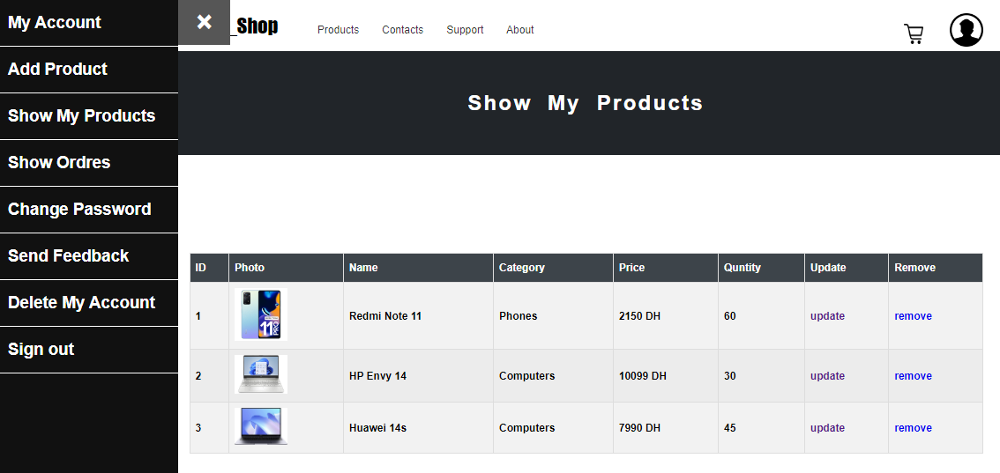 My Account
Add Product
Show My Products
Show Ordres
Change Password
Send Feedback
Delete My Account
Sign out
×
_Shop
Products Contacts Support About
Show My Products
ID Photo Name Category Price Quntity Update Remove
1 Redmi Note 11 Phones 2150 DH 60 update remove
11 PRO
2 HP Envy 14 Computers 10099 DH 30 update remove
3 Huawei 14s Computers 7990 DH 45 update remove